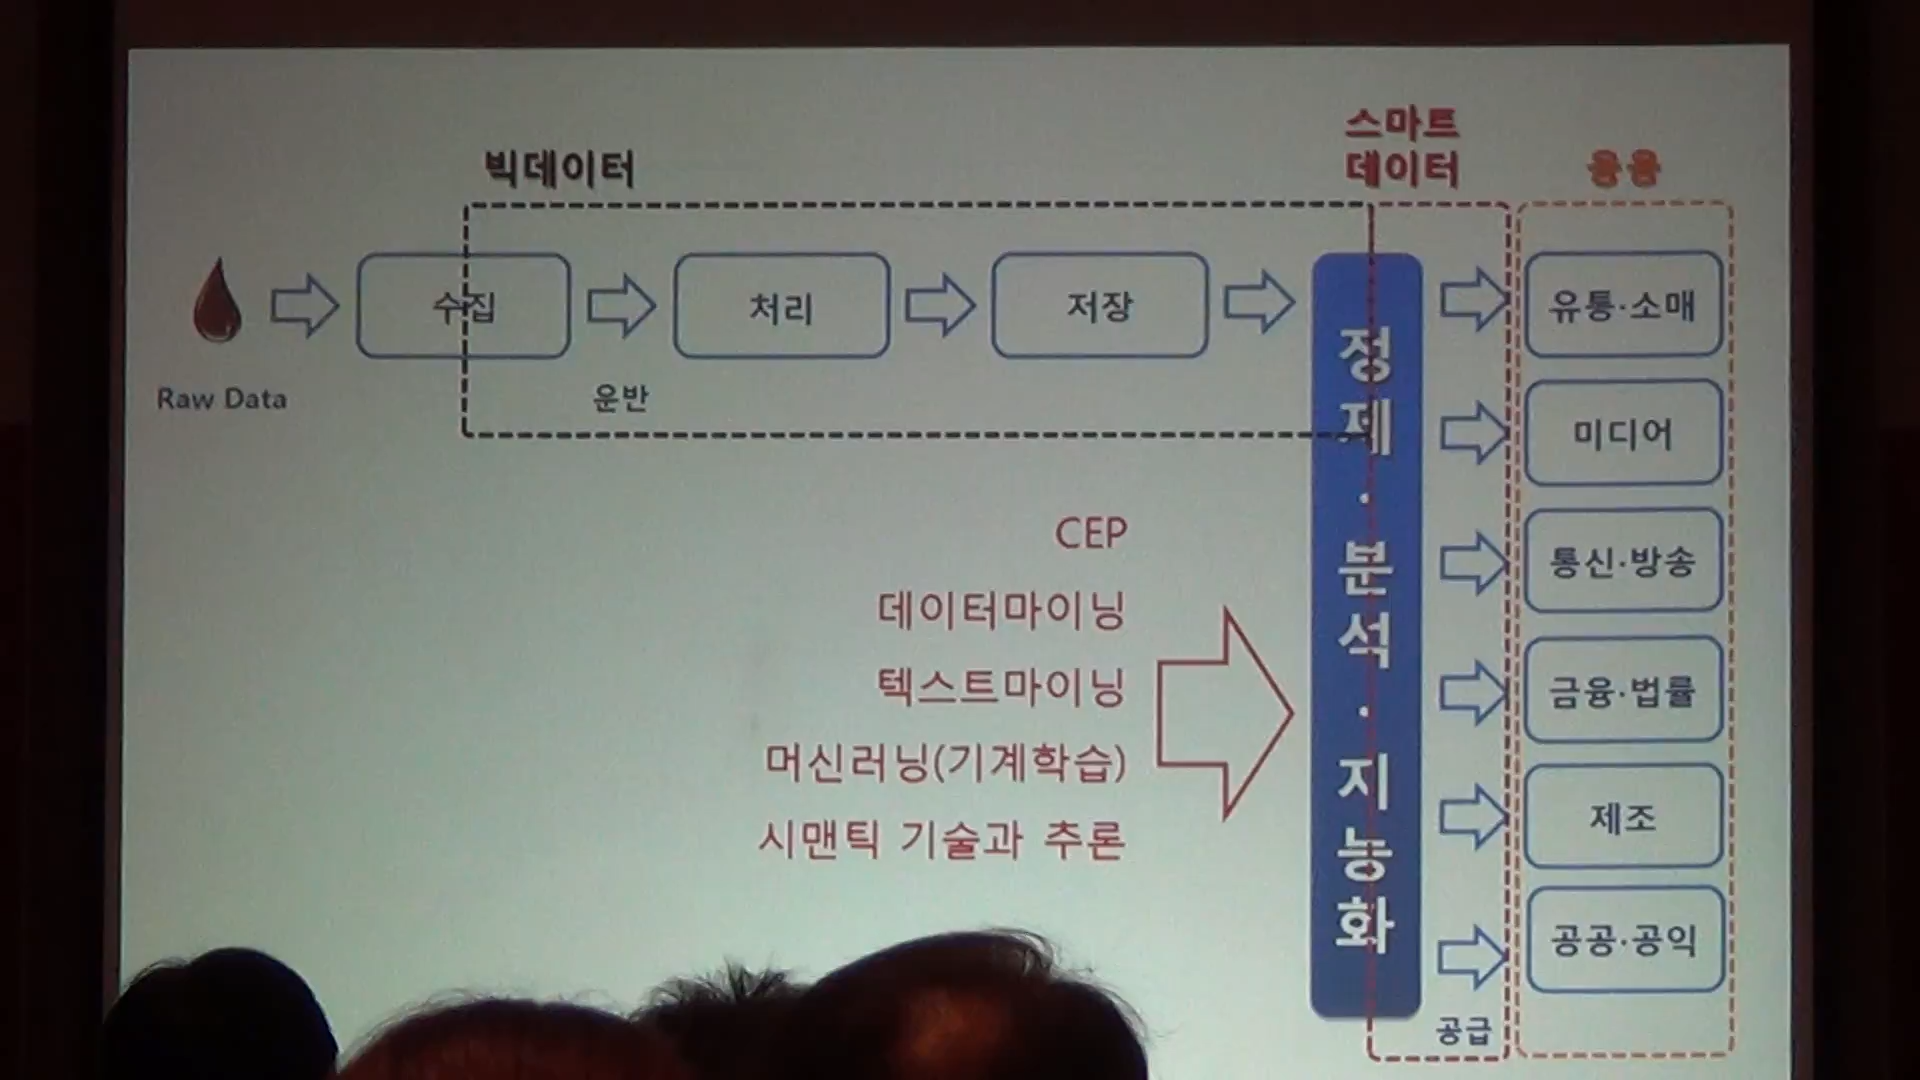 빅데이터
스마트
데이터
응용
Raw Data
수집
운반
처리
저장
정제·분석·지능화
CEP
데이터마이닝
텍스트마이닝
머신러닝(기계학습)
시맨틱 기술과 추론
유통·소매
미디어
통신·방송
금융·법률
제조
공공·공익
공급